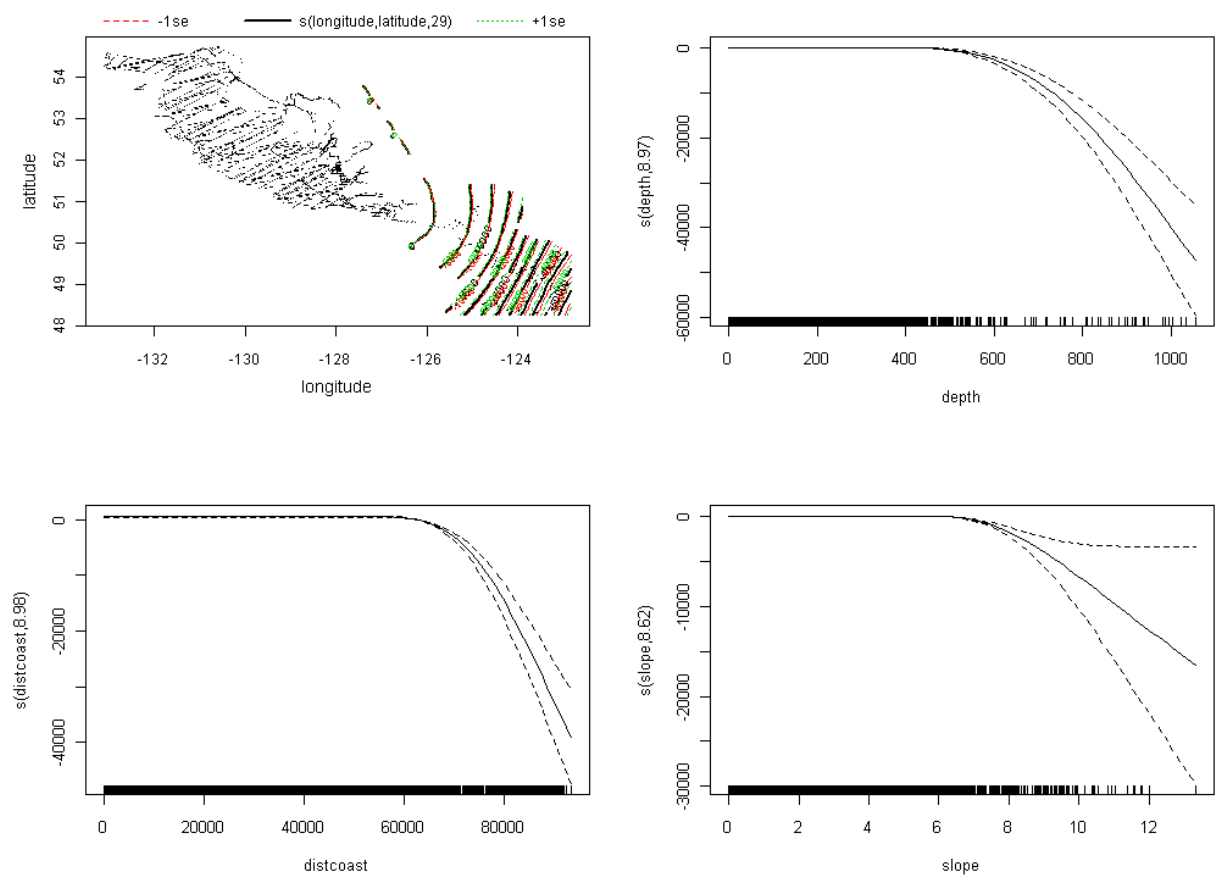 -1se s(longitude,latitude,29) +1se
latitude
54
53
52
51
50
49
48
-132 -130 -128 -126 -124
longitude
s(depth,8.97)
0
-20000
-40000
-60000
0 200 400 600 800 1000
depth
s(distcoast,8.98)
0
-20000
-40000
0 20000 40000 60000 80000
distcoast
s(slope,8.62)
0
-10000
-20000
-30000
0 2 4 6 8 10 12
slope